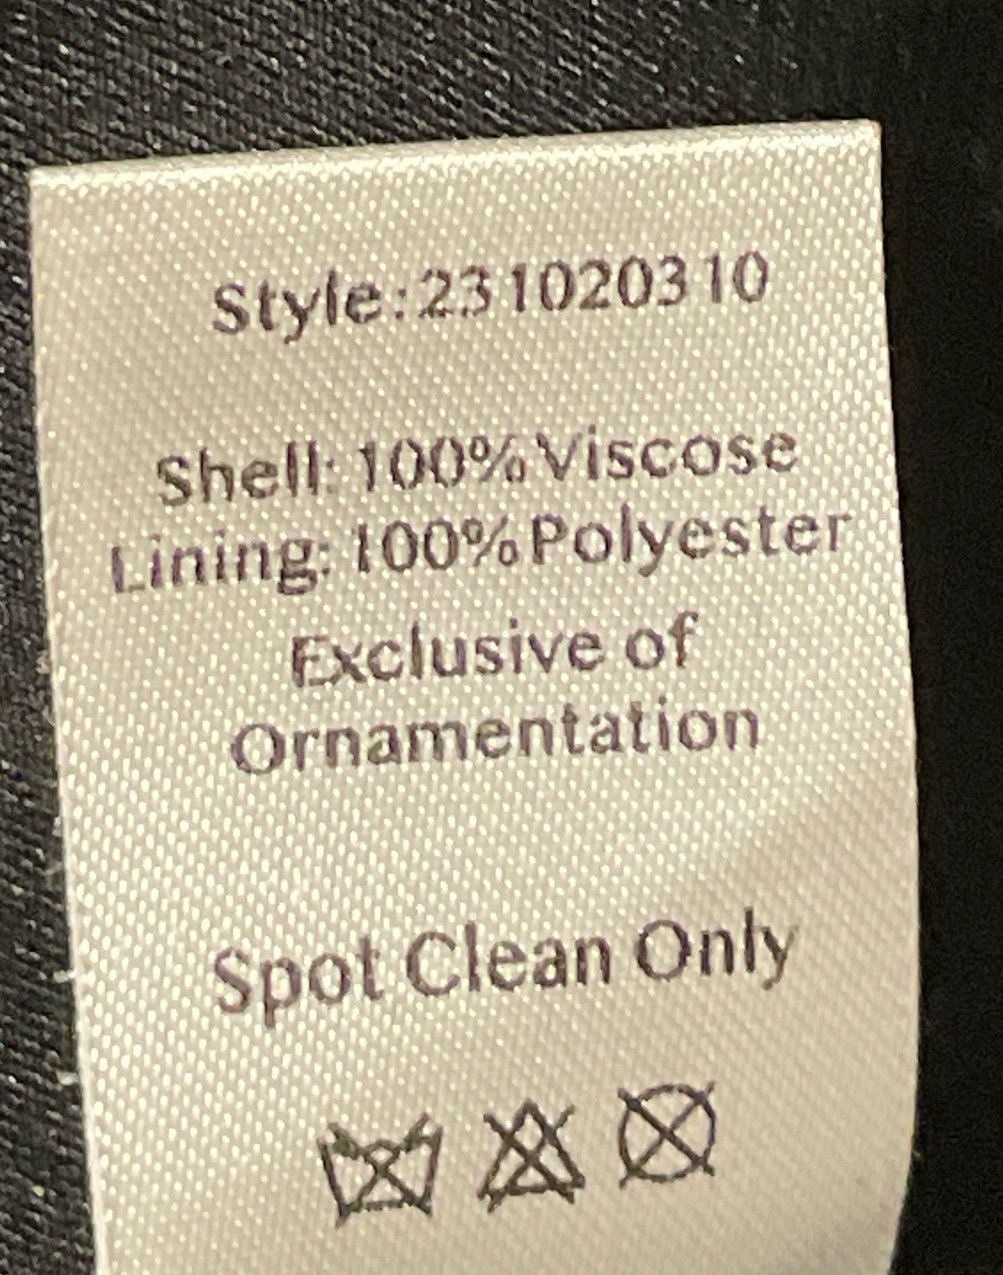 Style:231020310
Shell: 100%Viscose
Lining: 100%Polyester
Exclusive of
Ornamentation
Spot Clean Only